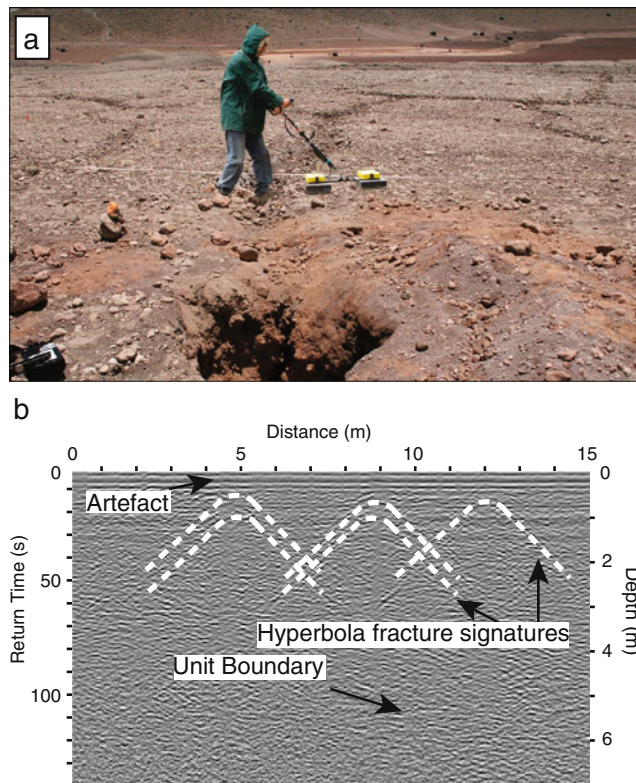 a
b
Distance (m)
0 5 10 15
0
0
Artefact
50
2
Return Time (s)
Hyperbola fracture signatures
Depth (m)
4
Unit Boundary
100
6